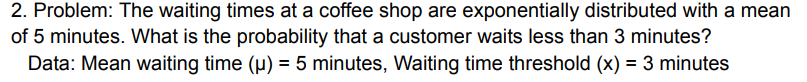 2. Problem: The waiting times at a coffee shop are exponentially distributed with a mean
of 5 minutes. What is the probability that a customer waits less than 3 minutes?
Data: Mean waiting time (μ) = 5 minutes, Waiting time threshold (x) = 3 minutes